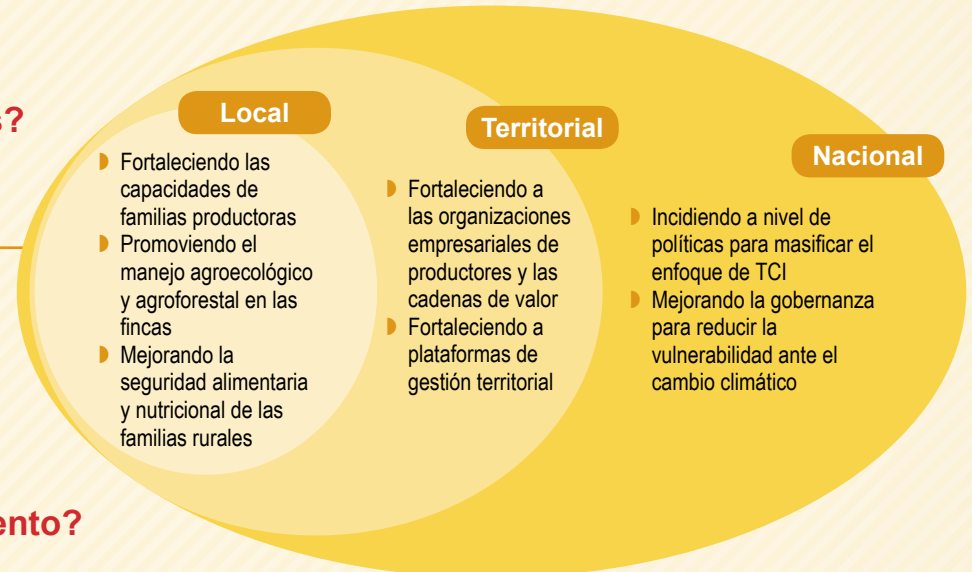 s?
Local
Fortaleciendo las
capacidades de
familias productoras
Promoviendo el
manejo agroecológico
y agroforestal en las
fincas
Mejorando la
seguridad alimentaria
y nutricional de las
familias rurales
Territorial
Fortaleciendo a
las organizaciones
empresariales de
productores y las
cadenas de valor
Fortaleciendo a
plataformas de
gestión territorial
Nacional
Incidiendo a nivel de
políticas para masificar el
enfoque de TCI
Mejorando la gobernanza
para reducir la
vulnerabilidad ante el
cambio climático
ento?